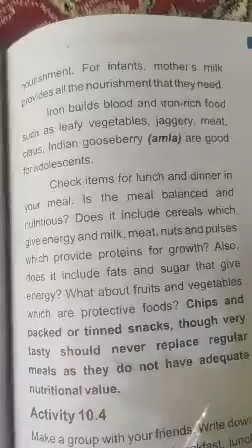 nourishment. For infants, mother's milk
provides all the nourishment that they need.
Iron builds blood and iron-rich food
such as leafy vegetables, jaggery, meat,
citrus, Indian gooseberry (amla) are good
for adolescents.
Check items for lunch and dinner in
your meal. Is the meal balanced and
nutritious? Does it include cereals which
give energy and milk, meat, nuts and pulses
which provide proteins for growth? Also,
does it include fats and sugar that give
energy? What about fruits and vegetables
which are protective foods? Chips and
packed or tinned snacks, though very
tasty should never replace regular
meals as they do not have adequate
nutritional value.
Activity 10.4
Make a group with your friends. Write down
lunch